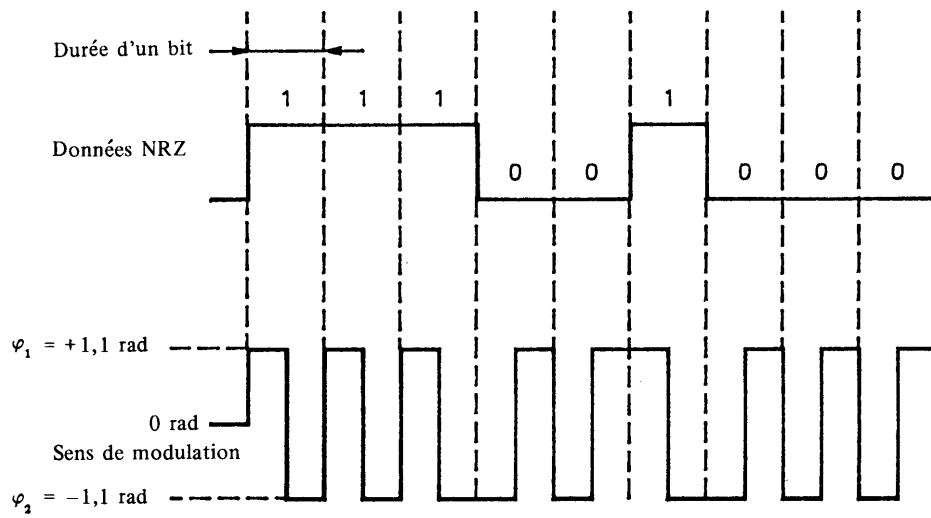 Durée d'un bit
1 1 1 1
Données NRZ
0 0 0 0 0
φ₁ = +1,1 rad
0 rad
Sens de modulation
φ₂ = −1,1 rad